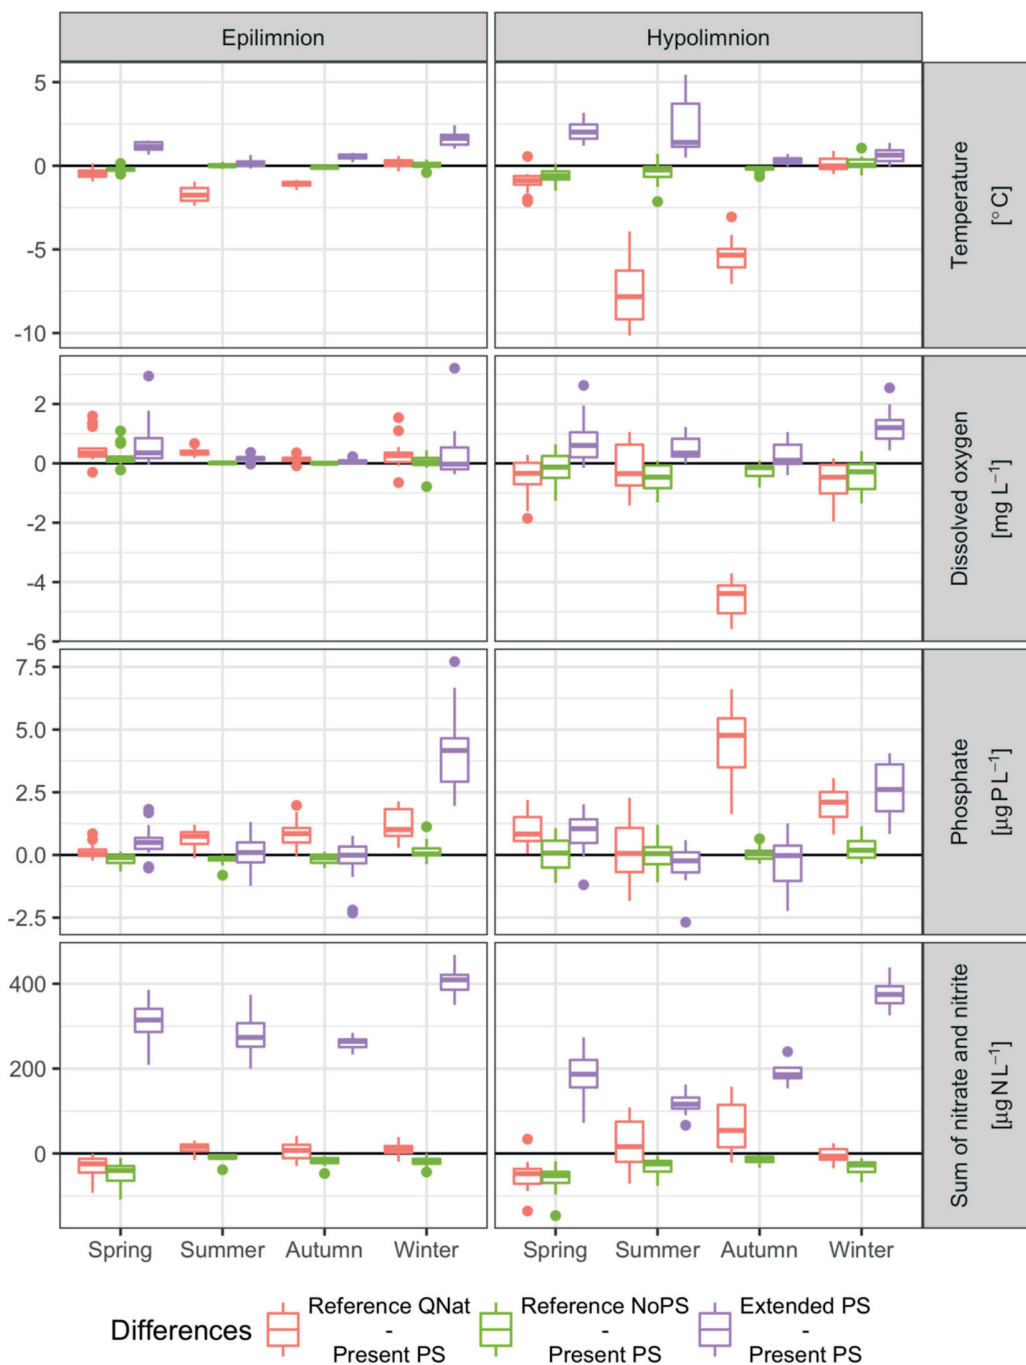 Epilimnion
Hypolimnion
5
0
-5
-10
Temperature
[°C]
2
0
-2
-4
-6
Dissolved oxygen
[mg L⁻¹]
7.5
5.0
2.5
0.0
-2.5
Phosphate
[µg P L⁻¹]
400
200
0
Sum of nitrate and nitrite
[µg N L⁻¹]
Spring Summer Autumn Winter
Spring Summer Autumn Winter
Differences
Reference QNat
-
Present PS
Reference NoPS
-
Present PS
Extended PS
-
Present PS